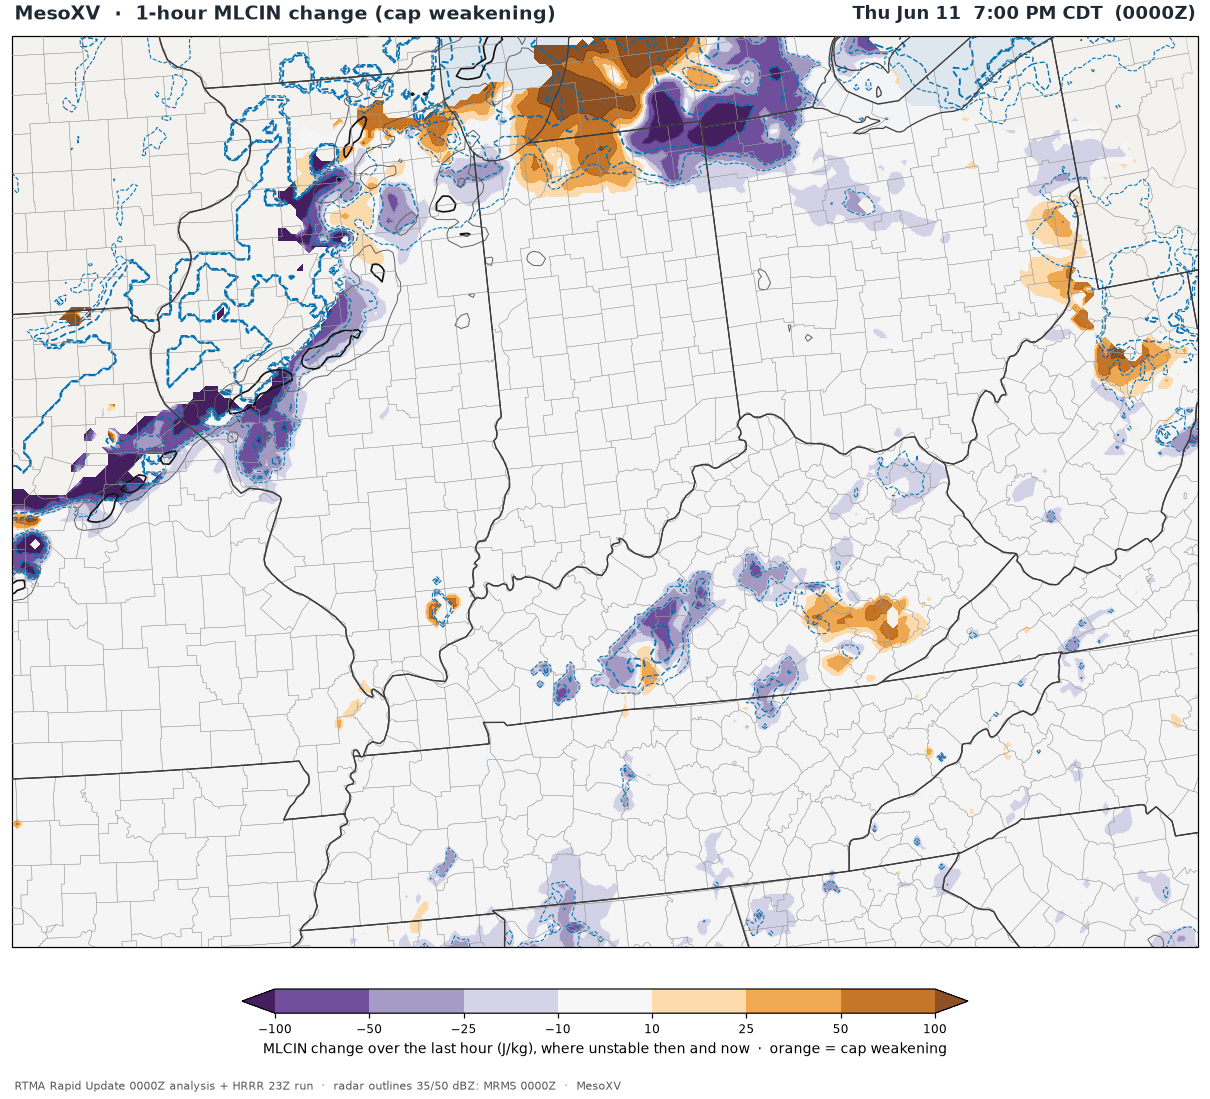 MesoXV · 1-hour MLCIN change (cap weakening)
Thu Jun 11 7:00 PM CDT (0000Z)
−100 −50 −25 −10 10 25 50 100
MLCIN change over the last hour (J/kg), where unstable then and now · orange = cap weakening
RTMA Rapid Update 0000Z analysis + HRRR 23Z run · radar outlines 35/50 dBZ: MRMS 0000Z · MesoXV